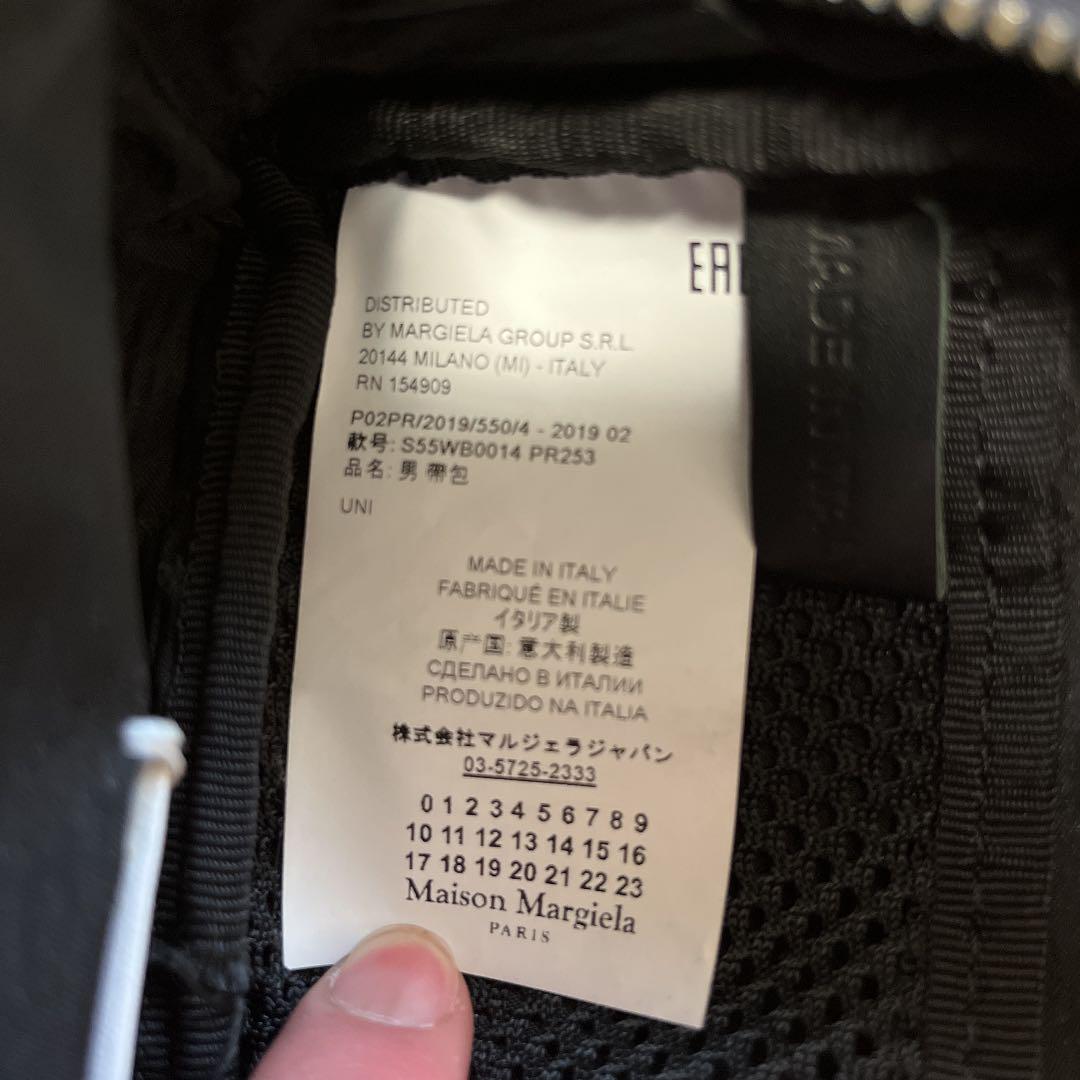 EAC
DISTRIBUTED
BY MARGIELA GROUP S.R.L.
20144 MILANO (MI) - ITALY
RN 154909
P02PR/2019/550/4 - 2019 02
款号: S55WB0014 PR253
品名: 男 帶包
UNI
MADE IN ITALY
FABRIQUÉ EN ITALIE
イタリア製
原产国: 意大利製造
СДЕЛАНО В ИТАЛИИ
PRODUZIDO NA ITALIA
株式会社マルジェラジャパン
03-5725-2333
0 1 2 3 4 5 6 7 8 9
10 11 12 13 14 15 16
17 18 19 20 21 22 23
Maison Margiela
PARIS
MADE IN